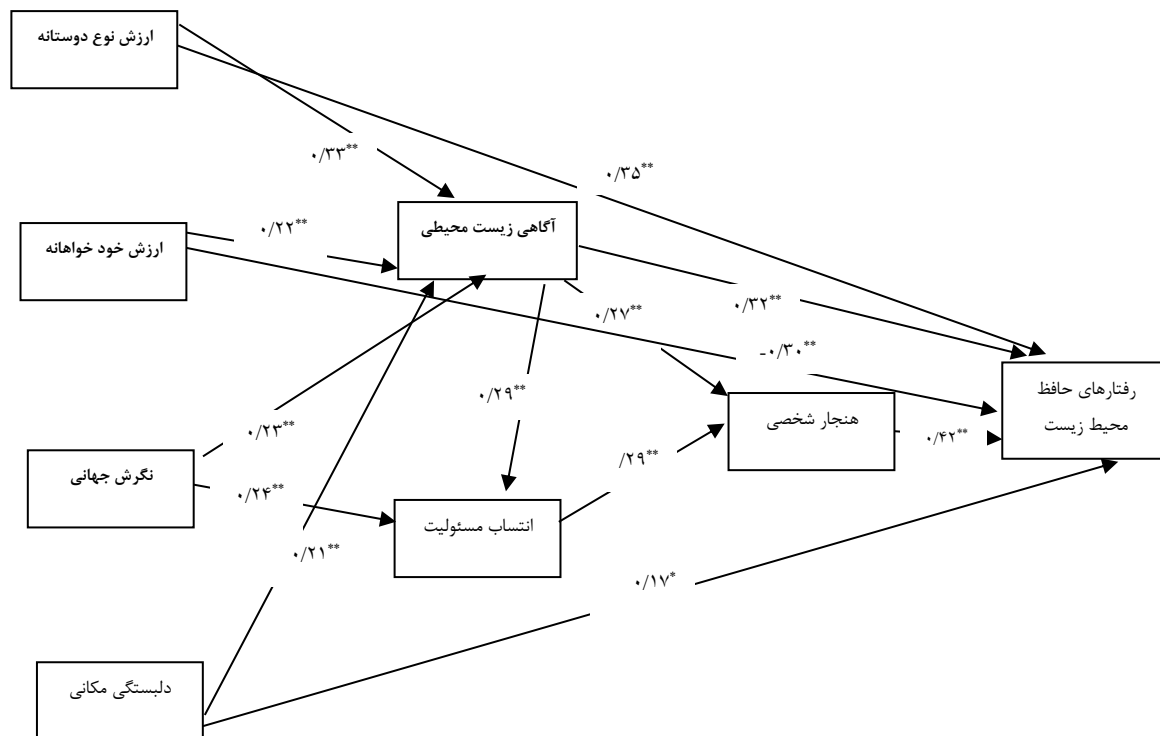 ارزش نوع دوستانه
۰/۳۳**
۰/۳۵**
ارزش خود خواهانه
۰/۲۲**
آگاهی زیست محیطی
۰/۲۷**
۰/۳۲**
-۰/۳۰**
رفتارهای حافظ
محیط زیست
۰/۲۹**
هنجار شخصی
۰/۴۲**
۰/۲۳**
نگرش جهانی
۰/۲۴**
/۲۹**
انتساب مسئولیت
۰/۲۱**
۰/۱۷*
دلبستگی مکانی